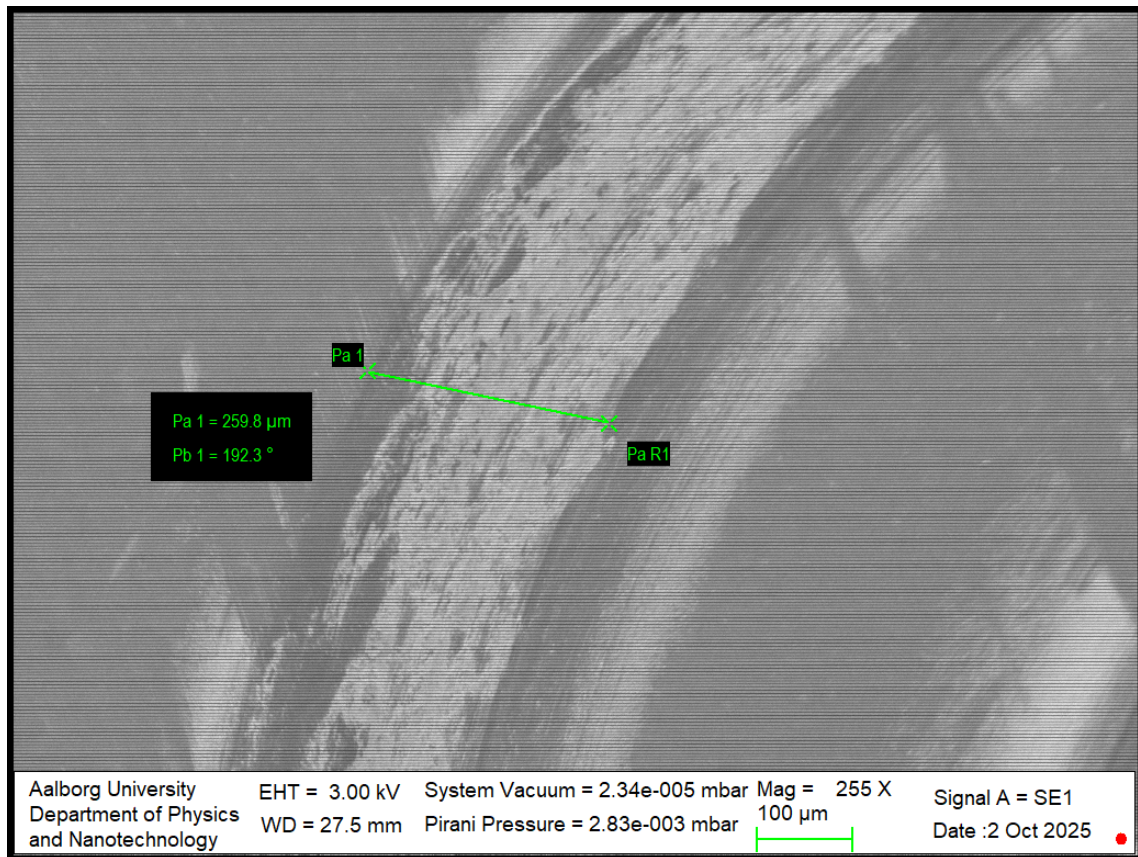 Pa 1
Pa 1 = 259.8 µm
Pb 1 = 192.3 °
Pa R1
Aalborg University
Department of Physics
and Nanotechnology
EHT = 3.00 kV
WD = 27.5 mm
System Vacuum = 2.34e-005 mbar
Pirani Pressure = 2.83e-003 mbar
Mag = 255 X
100 µm
Signal A = SE1
Date :2 Oct 2025